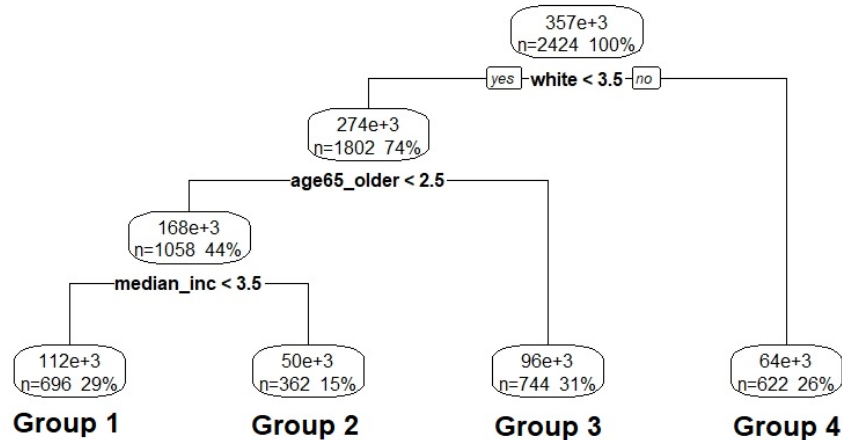 357e+3
n=2424 100%
yes white < 3.5 no
274e+3
n=1802 74%
age65_older < 2.5
168e+3
n=1058 44%
median_inc < 3.5
112e+3
n=696 29%
50e+3
n=362 15%
96e+3
n=744 31%
64e+3
n=622 26%
Group 1
Group 2
Group 3
Group 4